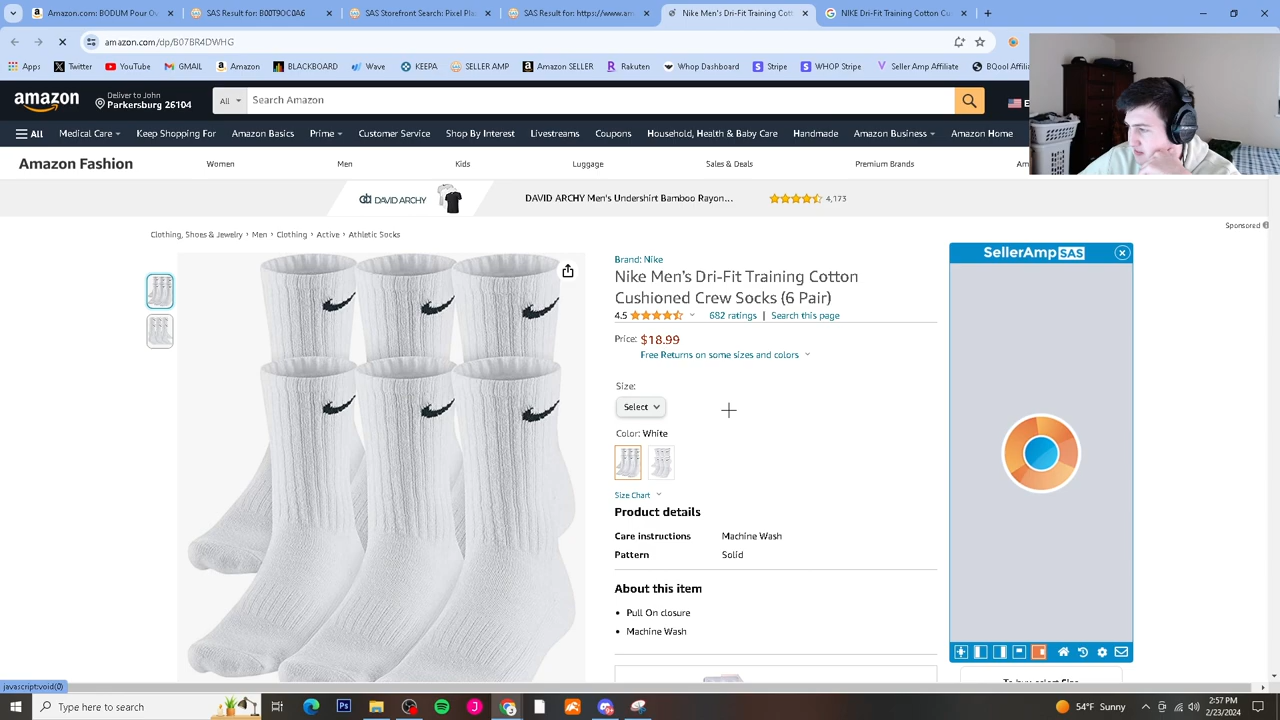 Amazon.com: BODUM Pour Ov
SAS Result for B00T9OC0A6
SAS Storefront Search: Pixel Pla
SAS Result for https://www.am
Nike Men's Dri-Fit Training Cott
NIKE Dri-Fit Training Cotton Cu
amazon.com/dp/B07BR4DWHG
Apps Twitter YouTube GMAIL Amazon BLACKBOARD Wave KEEPA SELLER AMP Amazon SELLER Rakuten Whop Dashboard Stripe WHOP Stripe Seller Amp Affiliate BQool Affilia
amazon
Deliver to John
Parkersburg 26104
All
Search Amazon
E
All Medical Care Keep Shopping For Amazon Basics Prime Customer Service Shop By Interest Livestreams Coupons Household, Health & Baby Care Handmade Amazon Business Amazon Home
Amazon Fashion Women Men Kids Luggage Sales & Deals Premium Brands Am
DAVID ARCHY DAVID ARCHY Men's Undershirt Bamboo Rayon... 4,173
Sponsored
Clothing, Shoes & Jewelry › Men › Clothing › Active › Athletic Socks
Brand: Nike
Nike Men's Dri-Fit Training Cotton
Cushioned Crew Socks (6 Pair)
4.5 682 ratings | Search this page
Price: $18.99
Free Returns on some sizes and colors
Size:
Select
Color: White
Size Chart
Product details
Care instructions Machine Wash
Pattern Solid
About this item
• Pull On closure
• Machine Wash
SellerAmp SAS
To buy, select Size
javascript:void(0)
Type here to search
54°F Sunny
2:57 PM
2/23/2024